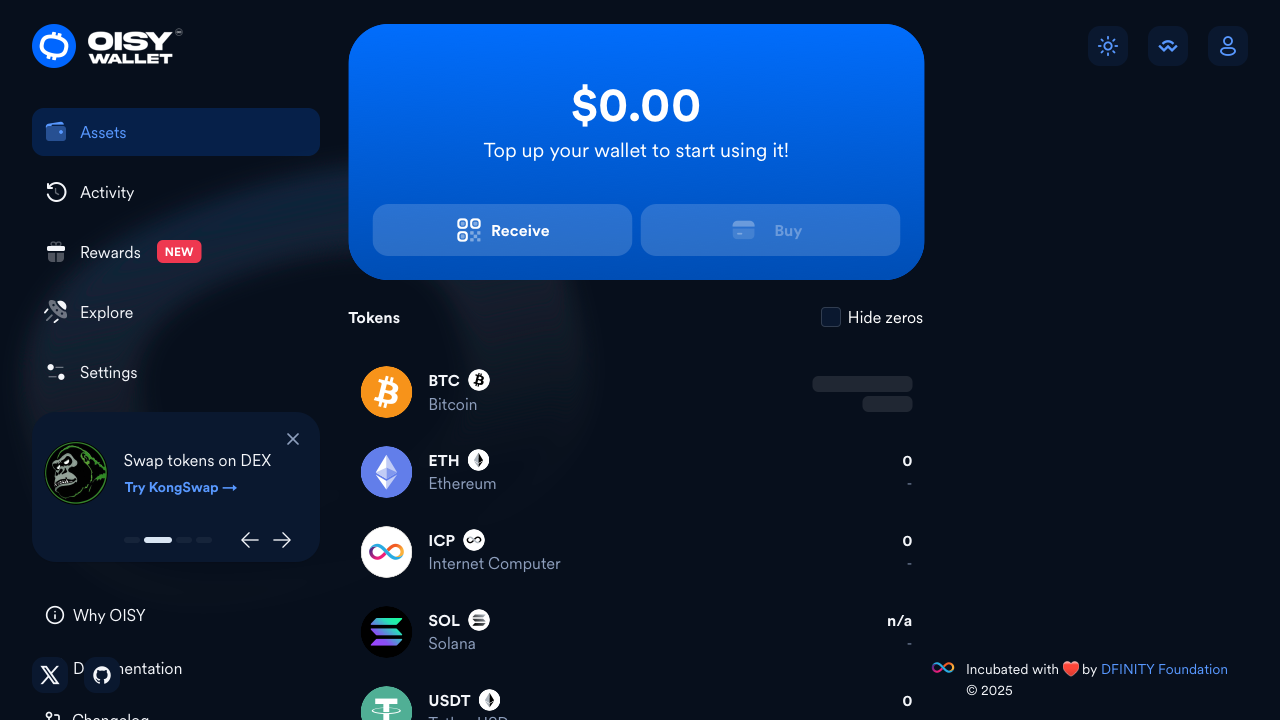 OISY
WALLET
Assets
Activity
Rewards NEW
Explore
Settings
Swap tokens on DEX
Try KongSwap →
Why OISY
Changelog
$0.00
Top up your wallet to start using it!
Receive
Buy
Tokens
Hide zeros
BTC
Bitcoin
ETH
0
Ethereum
-
ICP
0
Internet Computer
-
SOL
n/a
Solana
-
USDT
0
Tether USD
Incubated with ❤️ by DFINITY Foundation
© 2025